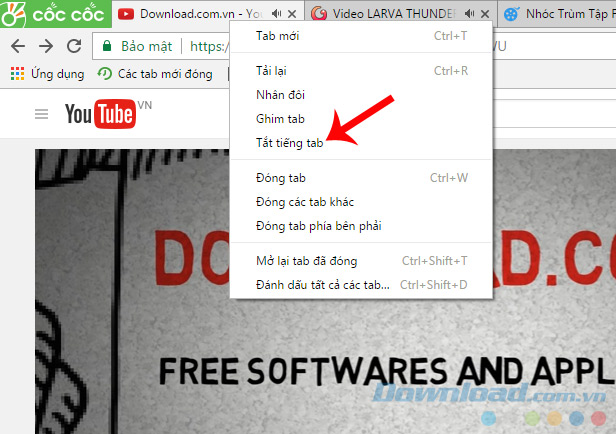 cốc cốc
Download.com.vn - You
Video LARVA THUNDER
Nhóc Trùm Tập F
Bảo mật
https:/
/U
Ứng dụng
Các tab mới đóng
YouTube VN
Tab mới Ctrl+T
Tải lại Ctrl+R
Nhân đôi
Ghim tab
Tắt tiếng tab
Đóng tab Ctrl+W
Đóng các tab khác
Đóng tab phía bên phải
Mở lại tab đã đóng Ctrl+Shift+T
Đánh dấu tất cả các tab... Ctrl+Shift+D
DO AD.CO
FREE SOFTWARES AND APPL
Download.com.vn